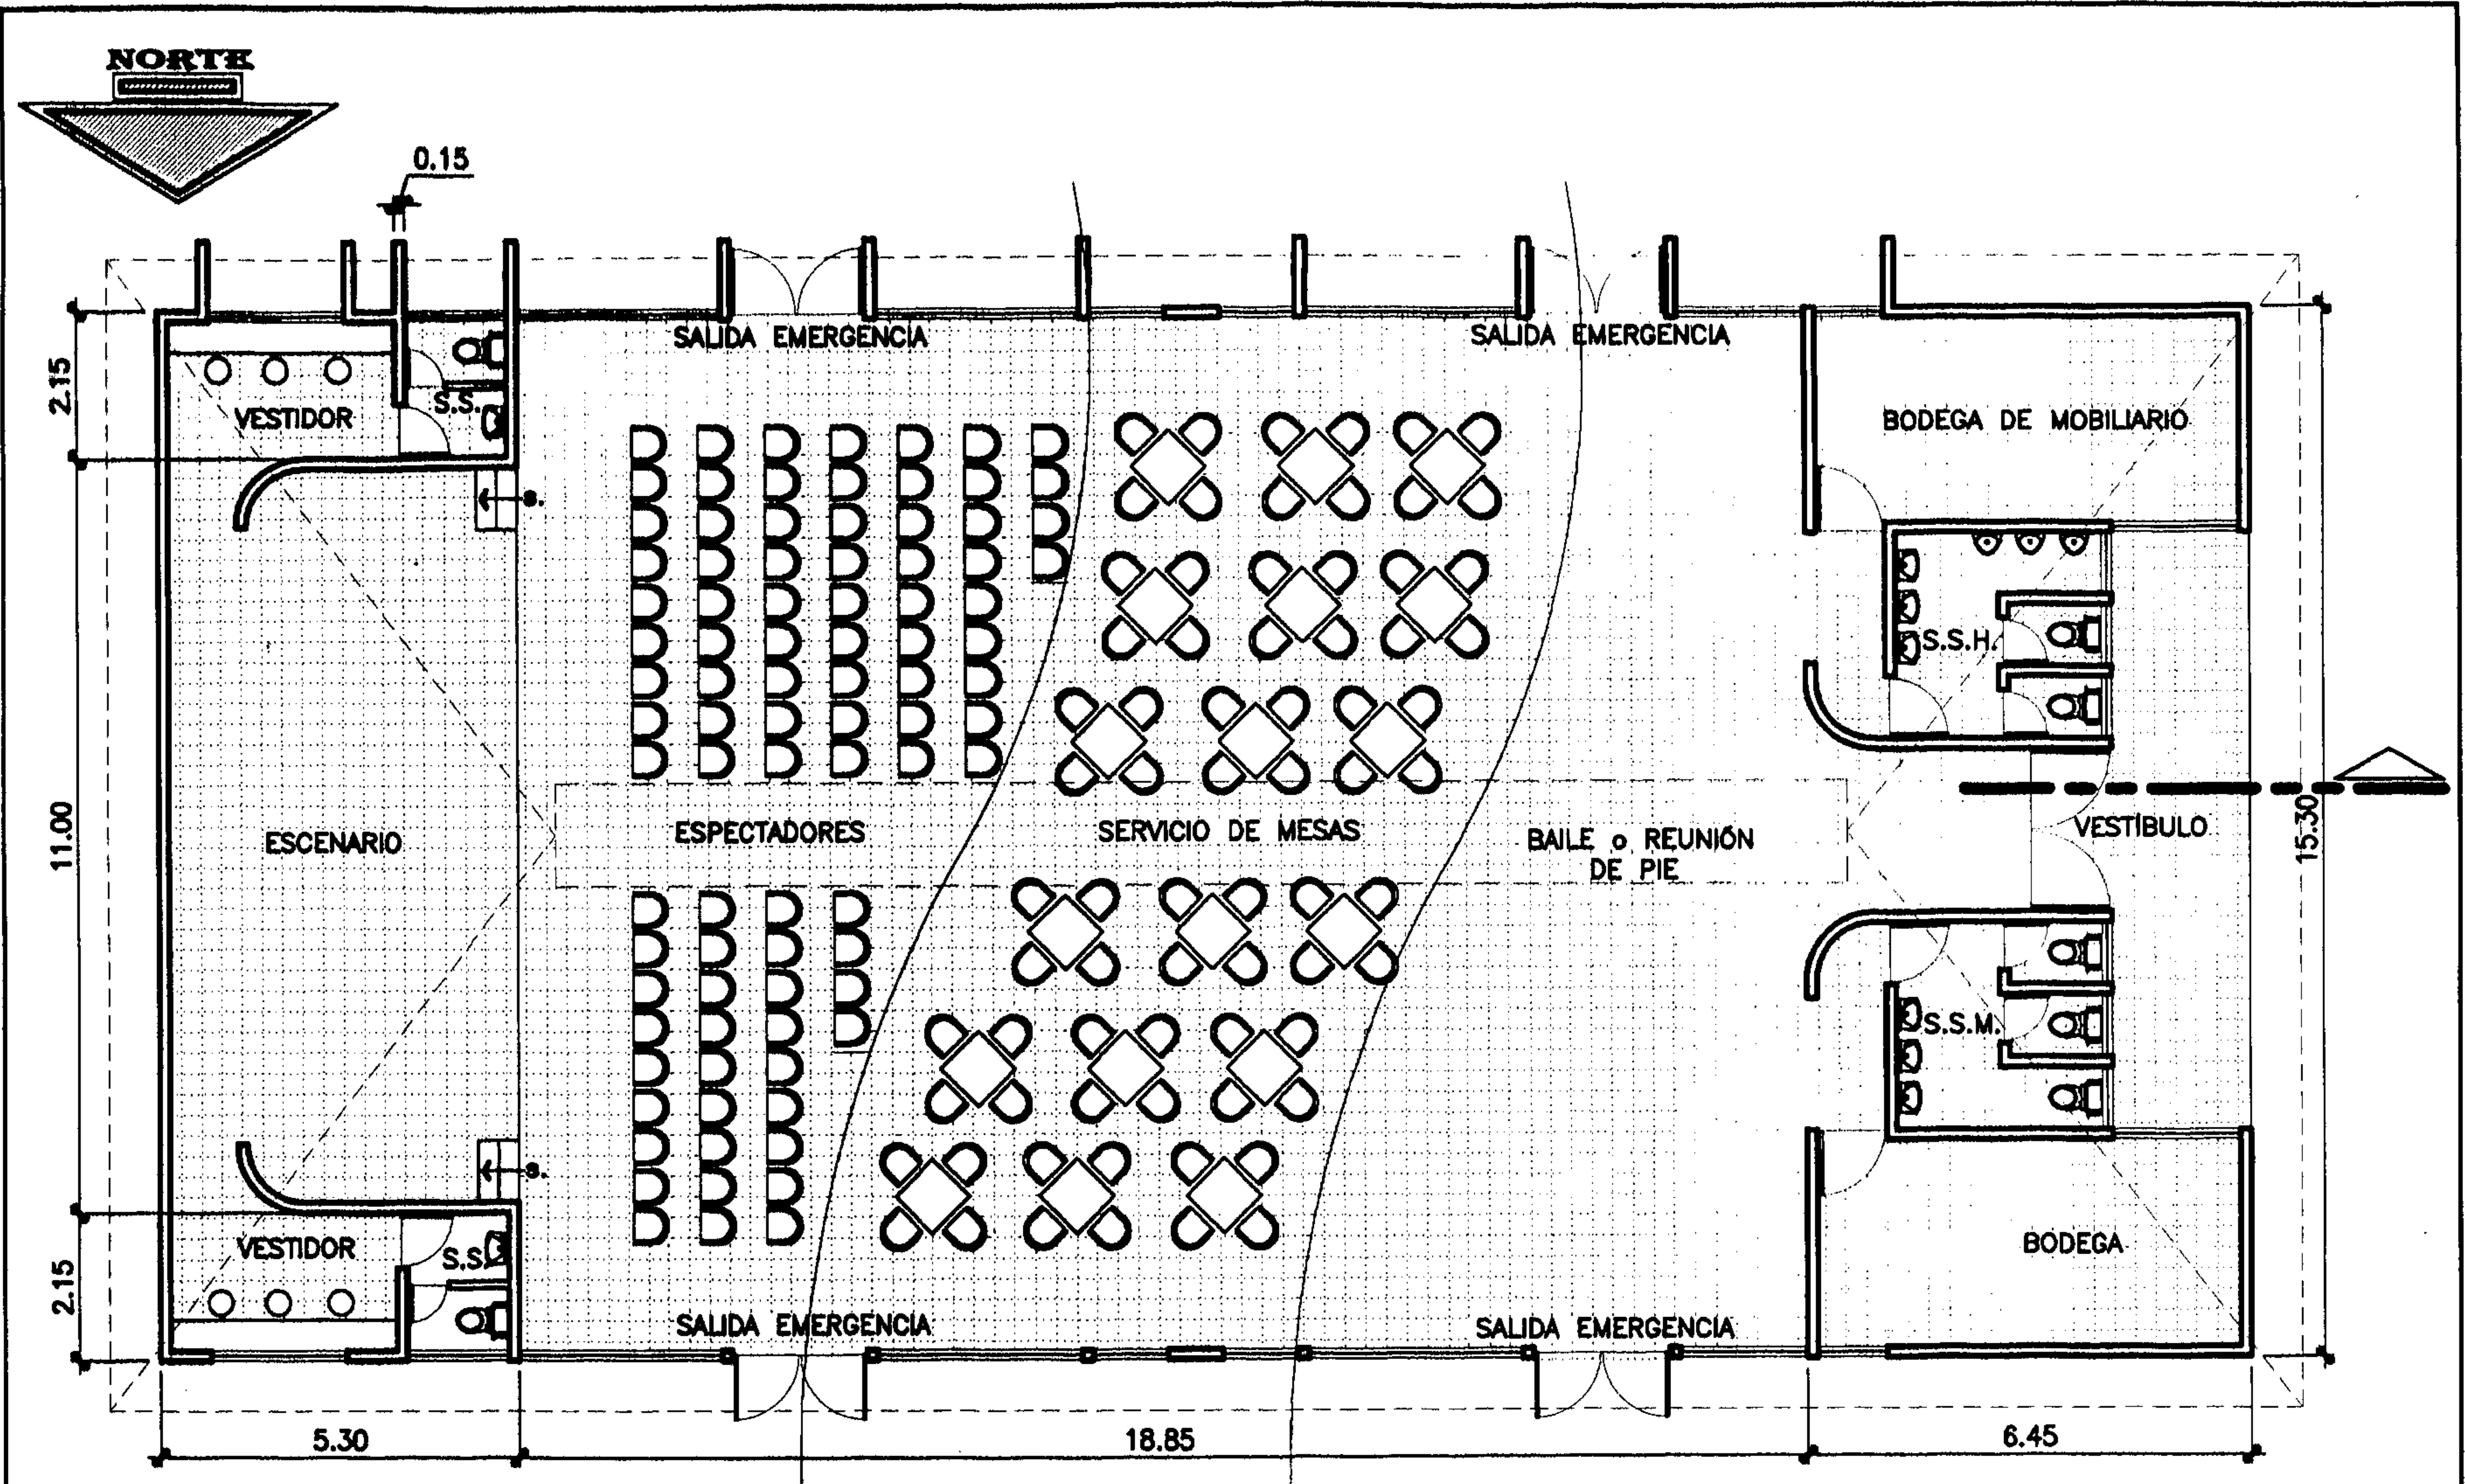 NORTE
0.15
SALIDA EMERGENCIA
SALIDA EMERGENCIA
2.15
VESTIDOR
S.S.
BODEGA DE MOBILIARIO
S.
S.S.H.
11.00
ESCENARIO
ESPECTADORES
SERVICIO DE MESAS
BAILE o REUNIÓN
DE PIE
VESTÍBULO
15.30
S.S.M.
S.
2.15
VESTIDOR
S.S.
BODEGA
SALIDA EMERGENCIA
SALIDA EMERGENCIA
5.30
18.85
6.45